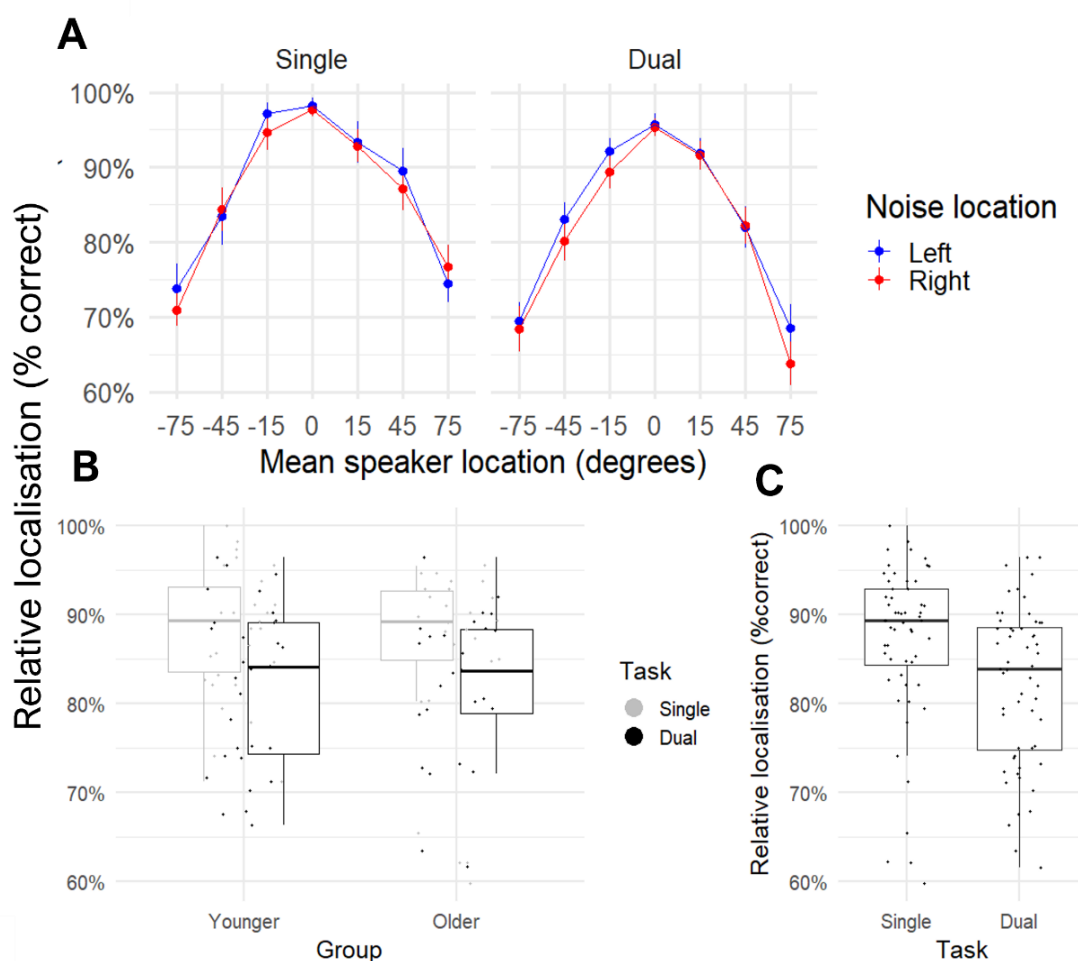 A
Single Dual
Relative localisation (% correct)
100%
90%
80%
70%
60%
-75 -45 -15 0 15 45 75 -75 -45 -15 0 15 45 75
Mean speaker location (degrees)
Noise location
Left
Right
B
100%
90%
80%
70%
60%
Younger Older
Group
Task
Single
Dual
C
Relative localisation (%correct)
100%
90%
80%
70%
60%
Single Dual
Task